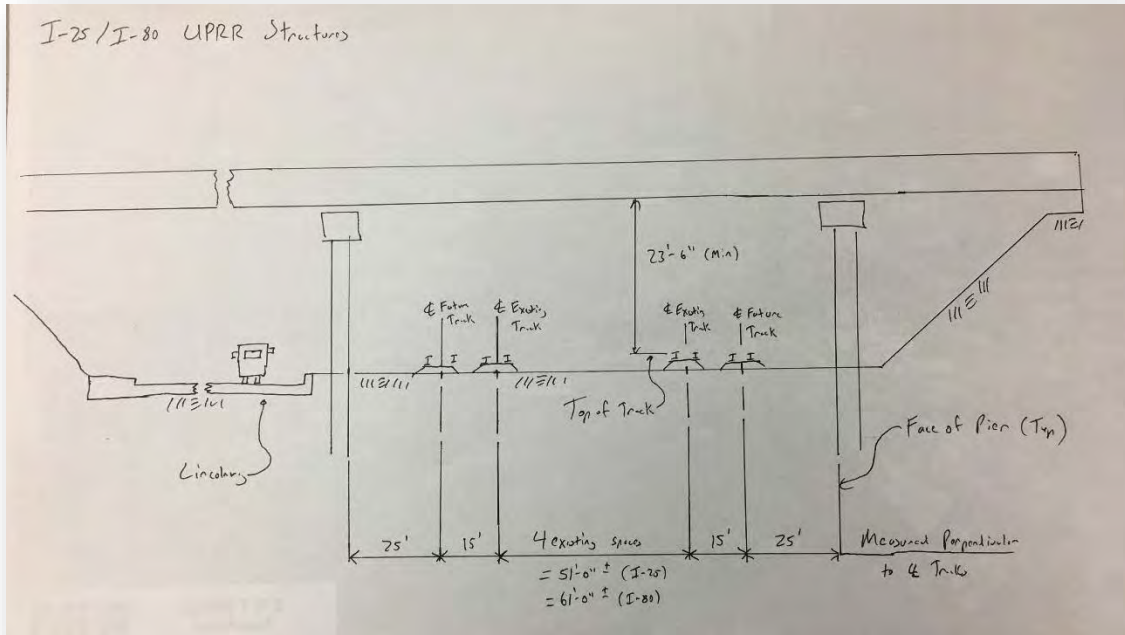 I-25/I-80 UPRR Structures
23'-6" (Min)
℄ Future
Track
℄ Existing
Track
℄ Existing
Track
℄ Future
Track
Top of Track
Face of Pier (Typ)
Lincolnway
25'
15'
4 existing spaces
15'
25'
Measured Perpendicular
= 51'-0" ± (I-25)
to ℄ Tracks
= 61'-0" ± (I-80)